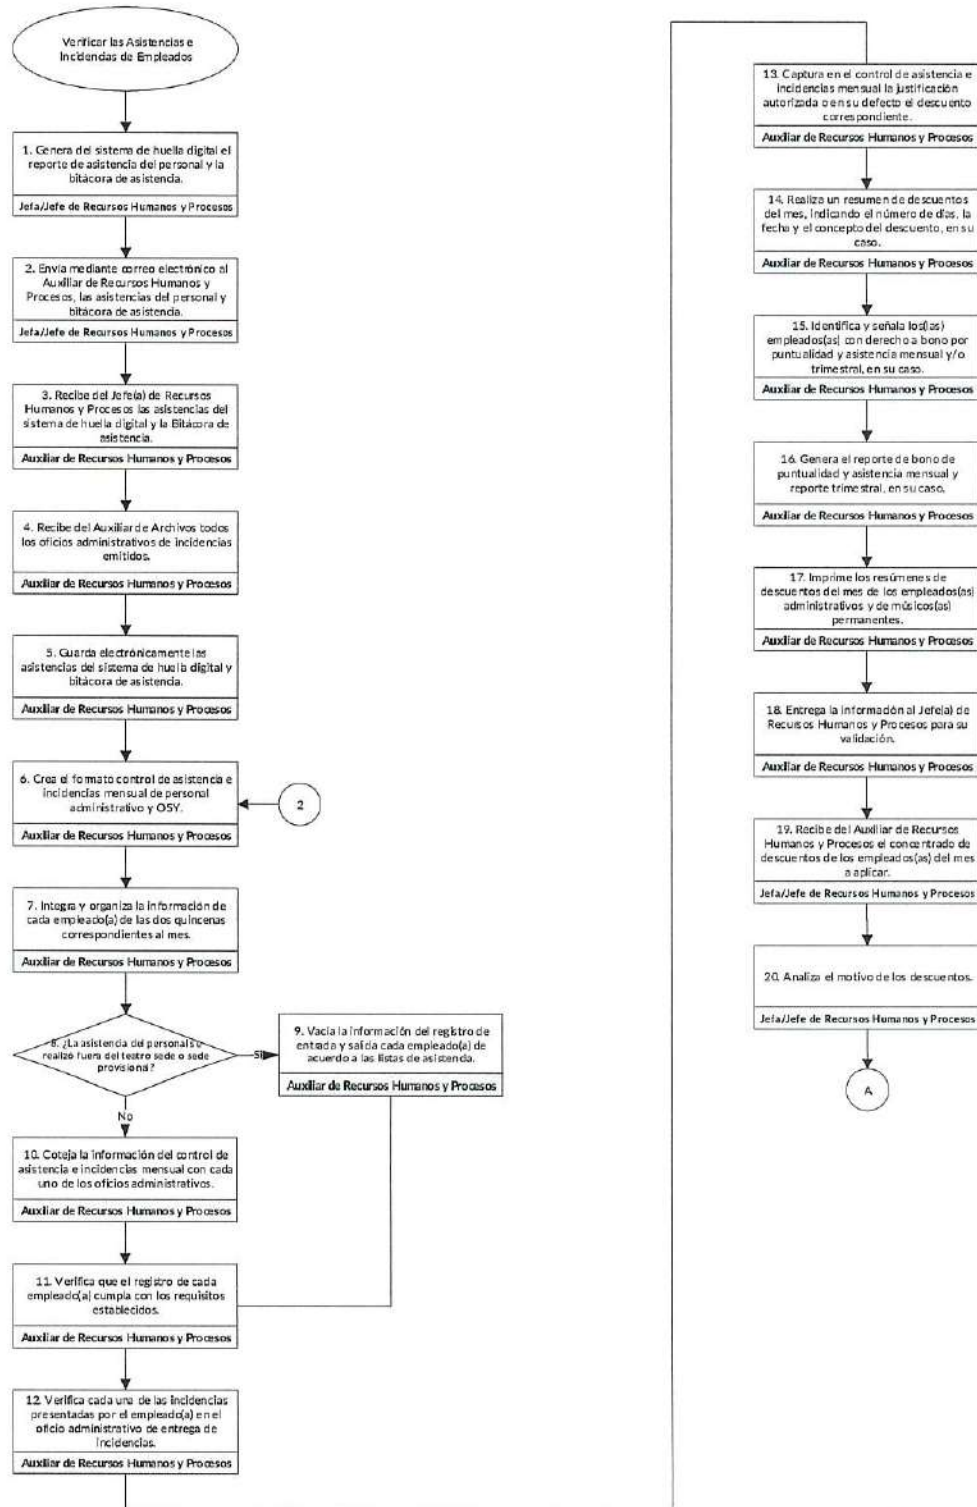 Verificar las Asistencias e
Incidencias de Empleados
1. Genera del sistema de huella digital el
reporte de asistencia del personal y la
bitácora de asistencia.
Jefa/Jefe de Recursos Humanos y Procesos
2. Envía mediante correo electrónico al
Auxiliar de Recursos Humanos y
Procesos, las asistencias del personal y
bitácora de asistencia.
Jefa/Jefe de Recursos Humanos y Procesos
3. Recibe del Jefe(a) de Recursos
Humanos y Procesos las asistencias del
sistema de huella digital y la Bitácora de
asistencia.
Auxiliar de Recursos Humanos y Procesos
4. Recibe del Auxiliar de Archivos todos
los oficios administrativos de incidencias
emitidos.
Auxiliar de Recursos Humanos y Procesos
5. Guarda electrónicamente las
asistencias del sistema de huella digital y
bitácora de asistencia.
Auxiliar de Recursos Humanos y Procesos
6. Crea el formato control de asistencia e
incidencias mensual de personal
administrativo y OSY.
Auxiliar de Recursos Humanos y Procesos
2
7. Integra y organiza la información de
cada empleado(a) de las dos quincenas
correspondientes al mes.
Auxiliar de Recursos Humanos y Procesos
8. ¿La asistencia del personal se
realizó fuera del teatro sede o sede
provisional?
Sí
9. Vacía la información del registro de
entrada y salida cada empleado(a) de
acuerdo a las listas de asistencia.
Auxiliar de Recursos Humanos y Procesos
No
10. Coteja la información del control de
asistencia e incidencias mensual con cada
uno de los oficios administrativos.
Auxiliar de Recursos Humanos y Procesos
11. Verifica que el registro de cada
empleado(a) cumpla con los requisitos
establecidos.
Auxiliar de Recursos Humanos y Procesos
12. Verifica cada una de las incidencias
presentadas por el empleado(a) en el
oficio administrativo de entrega de
incidencias.
Auxiliar de Recursos Humanos y Procesos
13. Captura en el control de asistencia e
incidencias mensual la justificación
autorizada o en su defecto el descuento
correspondiente.
Auxiliar de Recursos Humanos y Procesos
14. Realiza un resumen de descuentos
del mes, indicando el número de días, la
fecha y el concepto del descuento, en su
caso.
Auxiliar de Recursos Humanos y Procesos
15. Identifica y señala los(las)
empleados(as) con derecho a bono por
puntualidad y asistencia mensual y/o
trimestral, en su caso.
Auxiliar de Recursos Humanos y Procesos
16. Genera el reporte de bono de
puntualidad y asistencia mensual y
reporte trimestral, en su caso.
Auxiliar de Recursos Humanos y Procesos
17. Imprime los resúmenes de
descuentos del mes de los empleados(as)
administrativos y de músicos(as)
permanentes.
Auxiliar de Recursos Humanos y Procesos
18. Entrega la información al Jefe(a) de
Recursos Humanos y Procesos para su
validación.
Auxiliar de Recursos Humanos y Procesos
19. Recibe del Auxiliar de Recursos
Humanos y Procesos el concentrado de
descuentos de los empleados(as) del mes
a aplicar.
Jefa/Jefe de Recursos Humanos y Procesos
20. Analiza el motivo de los descuentos.
Jefa/Jefe de Recursos Humanos y Procesos
A